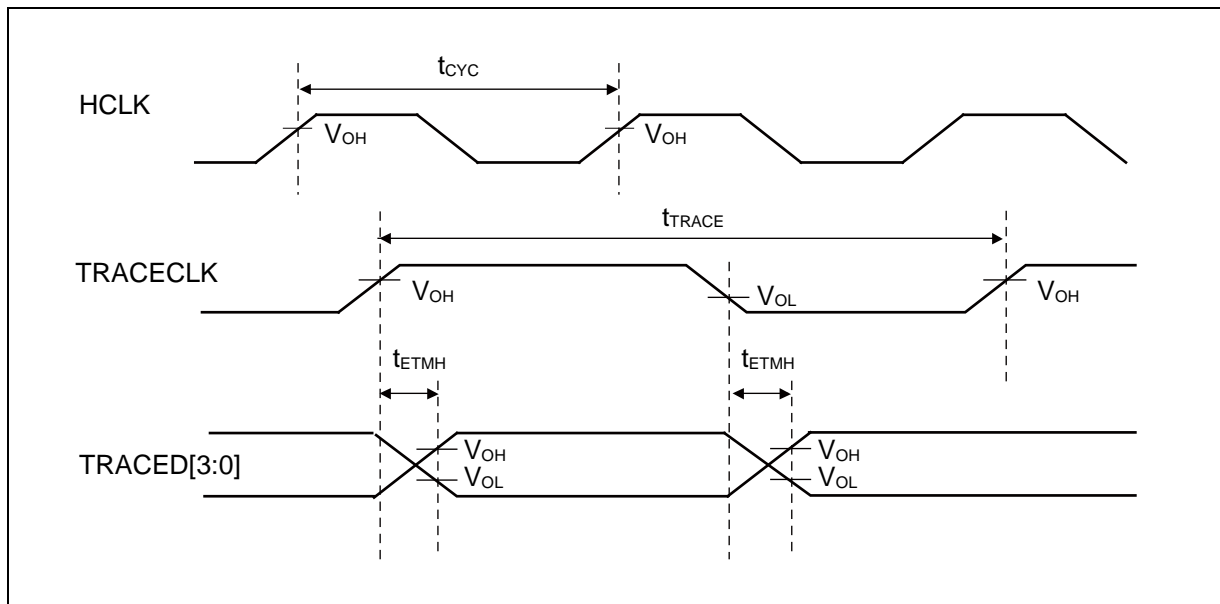 tCYC
HCLK
VOH
VOH
tTRACE
TRACECLK
VOH
VOL
VOH
tETMH
tETMH
TRACED[3:0]
VOH
VOH
VOL
VOL